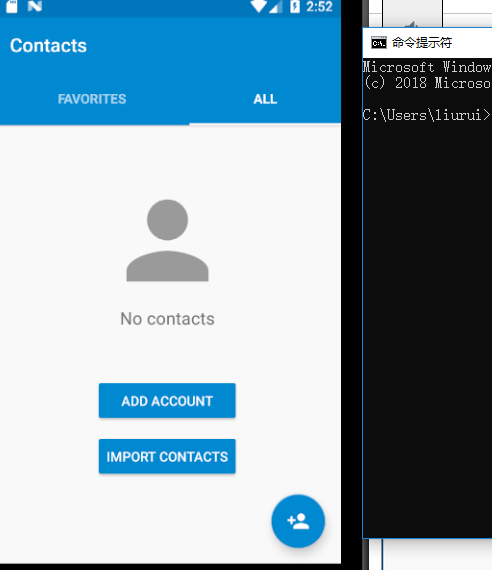 2:52
Contacts
FAVORITES
ALL
No contacts
ADD ACCOUNT
IMPORT CONTACTS
命令提示符
Microsoft Window
(c) 2018 Microso
C:\Users\liurui>